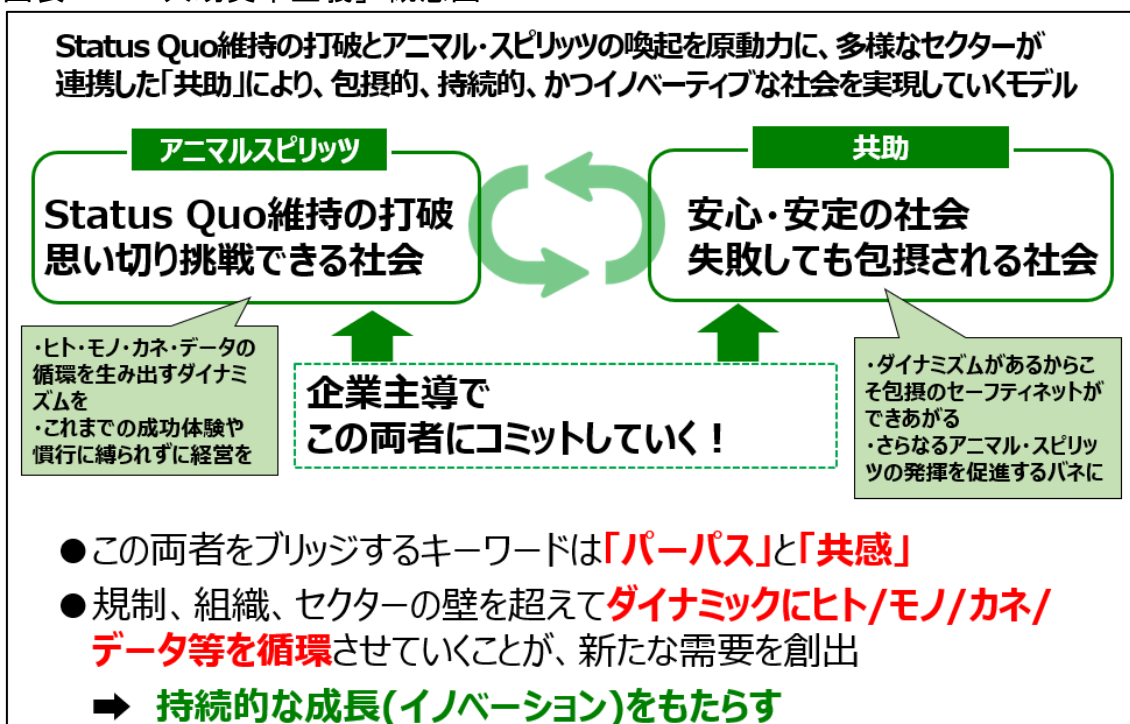 Status Quo維持の打破とアニマル・スピリッツの喚起を原動力に、多様なセクターが
連携した「共助」により、包摂的、持続的、かつイノベーティブな社会を実現していくモデル
アニマルスピリッツ
Status Quo維持の打破
思い切り挑戦できる社会
共助
安心・安定の社会
失敗しても包摂される社会
・ヒト・モノ・カネ・データの
循環を生み出すダイナミ
ズムを
・これまでの成功体験や
慣行に縛られずに経営を
企業主導で
この両者にコミットしていく！
・ダイナミズムがあるからこ
そ包摂のセーフティネットが
できあがる
・さらなるアニマル・スピリッ
ツの発揮を促進するバネに
●この両者をブリッジするキーワードは「パーパス」と「共感」
●規制、組織、セクターの壁を超えてダイナミックにヒト/モノ/カネ/
データ等を循環させていくことが、新たな需要を創出
➡ 持続的な成長(イノベーション)をもたらす